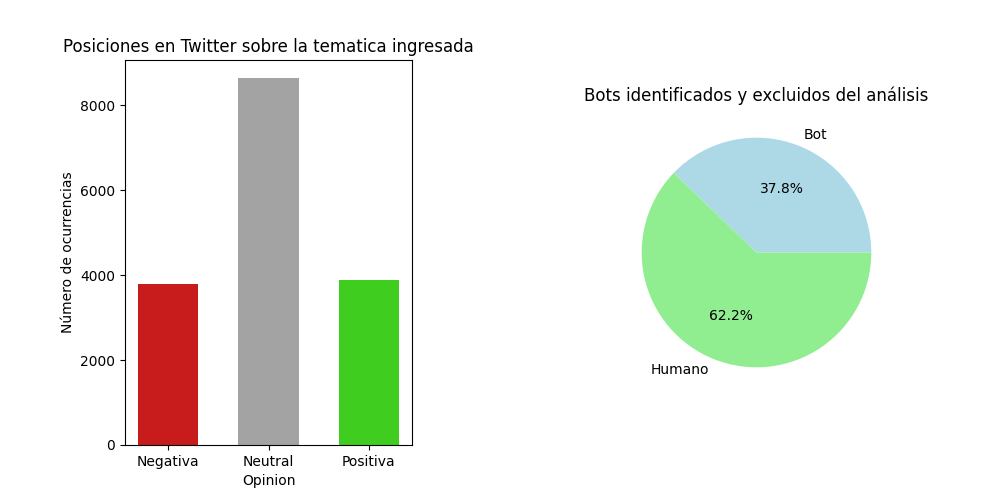 Posiciones en Twitter sobre la tematica ingresada
Número de ocurrencias
8000
6000
4000
2000
0
Negativa
Neutral
Positiva
Opinion
Bots identificados y excluidos del análisis
Bot
37.8%
62.2%
Humano